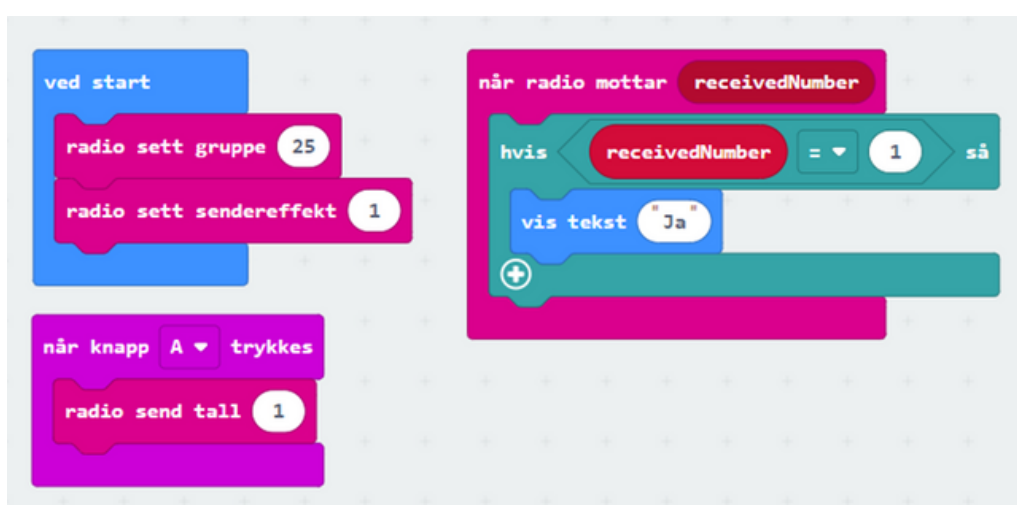 ved start
radio sett gruppe 25
radio sett sendereffekt 1
når knapp A trykkes
radio send tall 1
når radio mottar receivedNumber
hvis receivedNumber = 1 så
vis tekst "Ja"